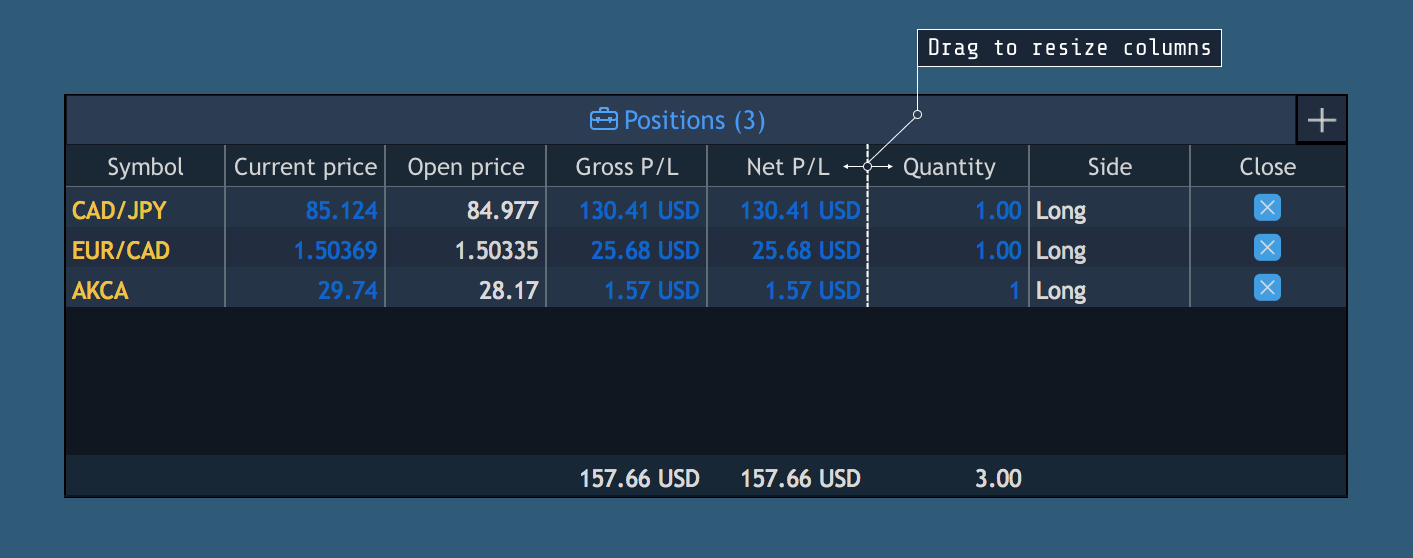 Drag to resize columns
Positions (3)
Symbol Current price Open price Gross P/L Net P/L Quantity Side Close
CAD/JPY 85.124 84.977 130.41 USD 130.41 USD 1.00 Long
EUR/CAD 1.50369 1.50335 25.68 USD 25.68 USD 1.00 Long
AKCA 29.74 28.17 1.57 USD 1.57 USD 1 Long
157.66 USD 157.66 USD 3.00